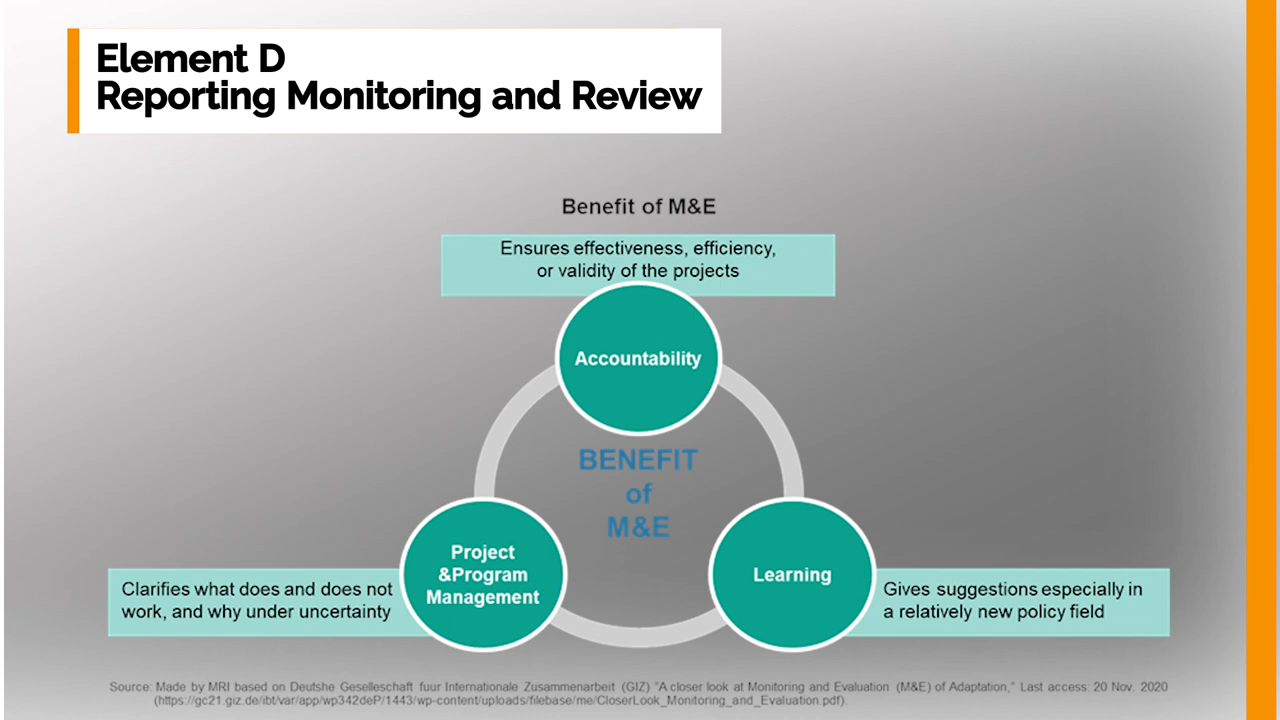 Element D
Reporting Monitoring and Review
Benefit of M&E
Ensures effectiveness, efficiency,
or validity of the projects
Accountability
BENEFIT
of
M&E
Project
&Program
Management
Clarifies what does and does not
work, and why under uncertainty
Learning
Gives suggestions especially in
a relatively new policy field
Source: Made by MRI based on Deutshe Geselleschaft fuur Internationale Zusammenarbeit (GIZ) "A closer look at Monitoring and Evaluation (M&E) of Adaptation," Last access: 20 Nov. 2020
(https://gc21.giz.de/ibt/var/app/wp342deP/1443/wp-content/uploads/filebase/me/CloserLook_Monitoring_and_Evaluation.pdf).